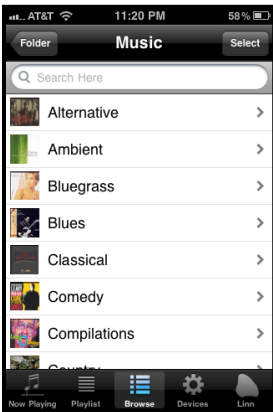 AT&T 11:20 PM 58%
Folder Music Select
Search Here
Alternative
Ambient
Bluegrass
Blues
Classical
Comedy
Compilations
Country
Now Playing Playlist Browse Devices Linn